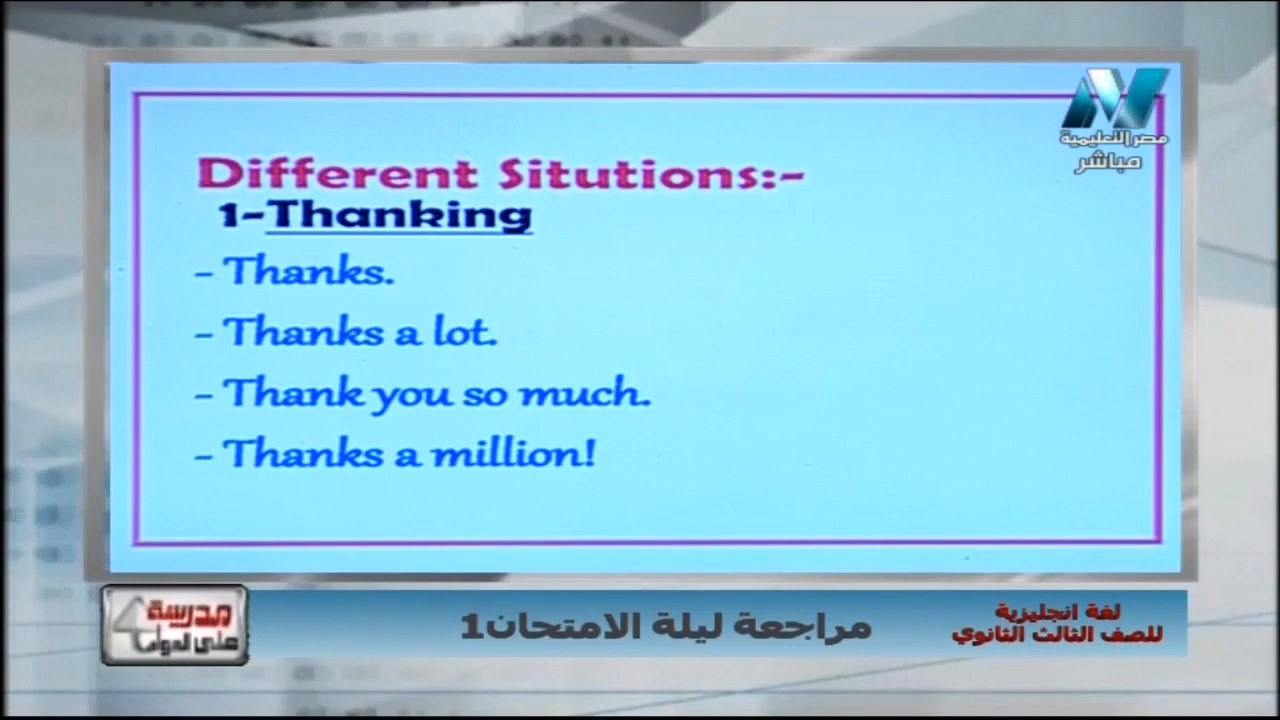 مصر التعليمية
مباشر
Different Situtions:-
1-Thanking
- Thanks.
- Thanks a lot.
- Thank you so much.
- Thanks a million!
لغة انجليزية
للصف الثالث الثانوي
مراجعة ليلة الامتحان1
مدرسة
على الهواء